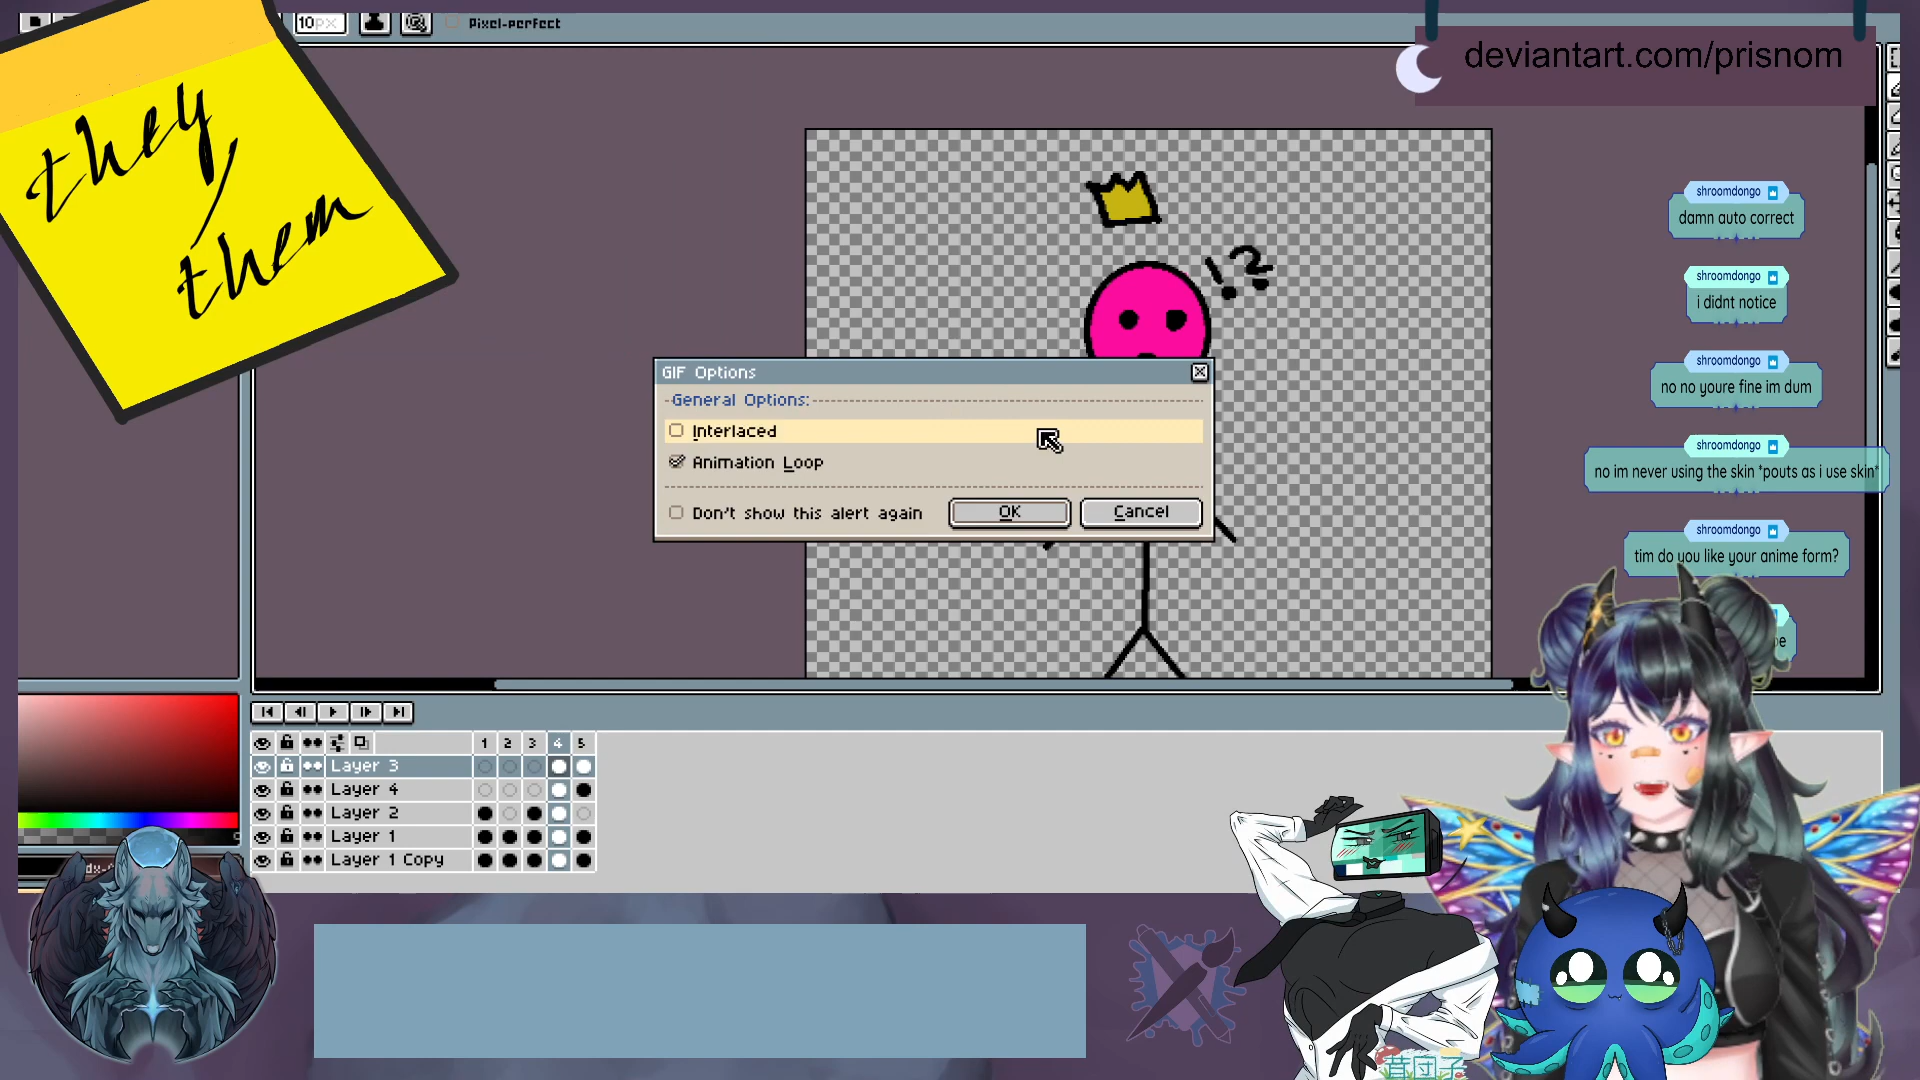 10px
Pixel-perfect
deviantart.com/prisnom
they
/
them
!?
shroomdongo
damn auto correct
shroomdongo
i didnt notice
shroomdongo
no no youre fine im dum
shroomdongo
no im never using the skin *pouts as i use skin*
shroomdongo
tim do you like your anime form?
GIF Options
General Options:
Interlaced
Animation Loop
Don't show this alert again
OK
Cancel
1 2 3 4 5
Layer 3
Layer 4
Layer 2
Layer 1
Layer 1 Copy